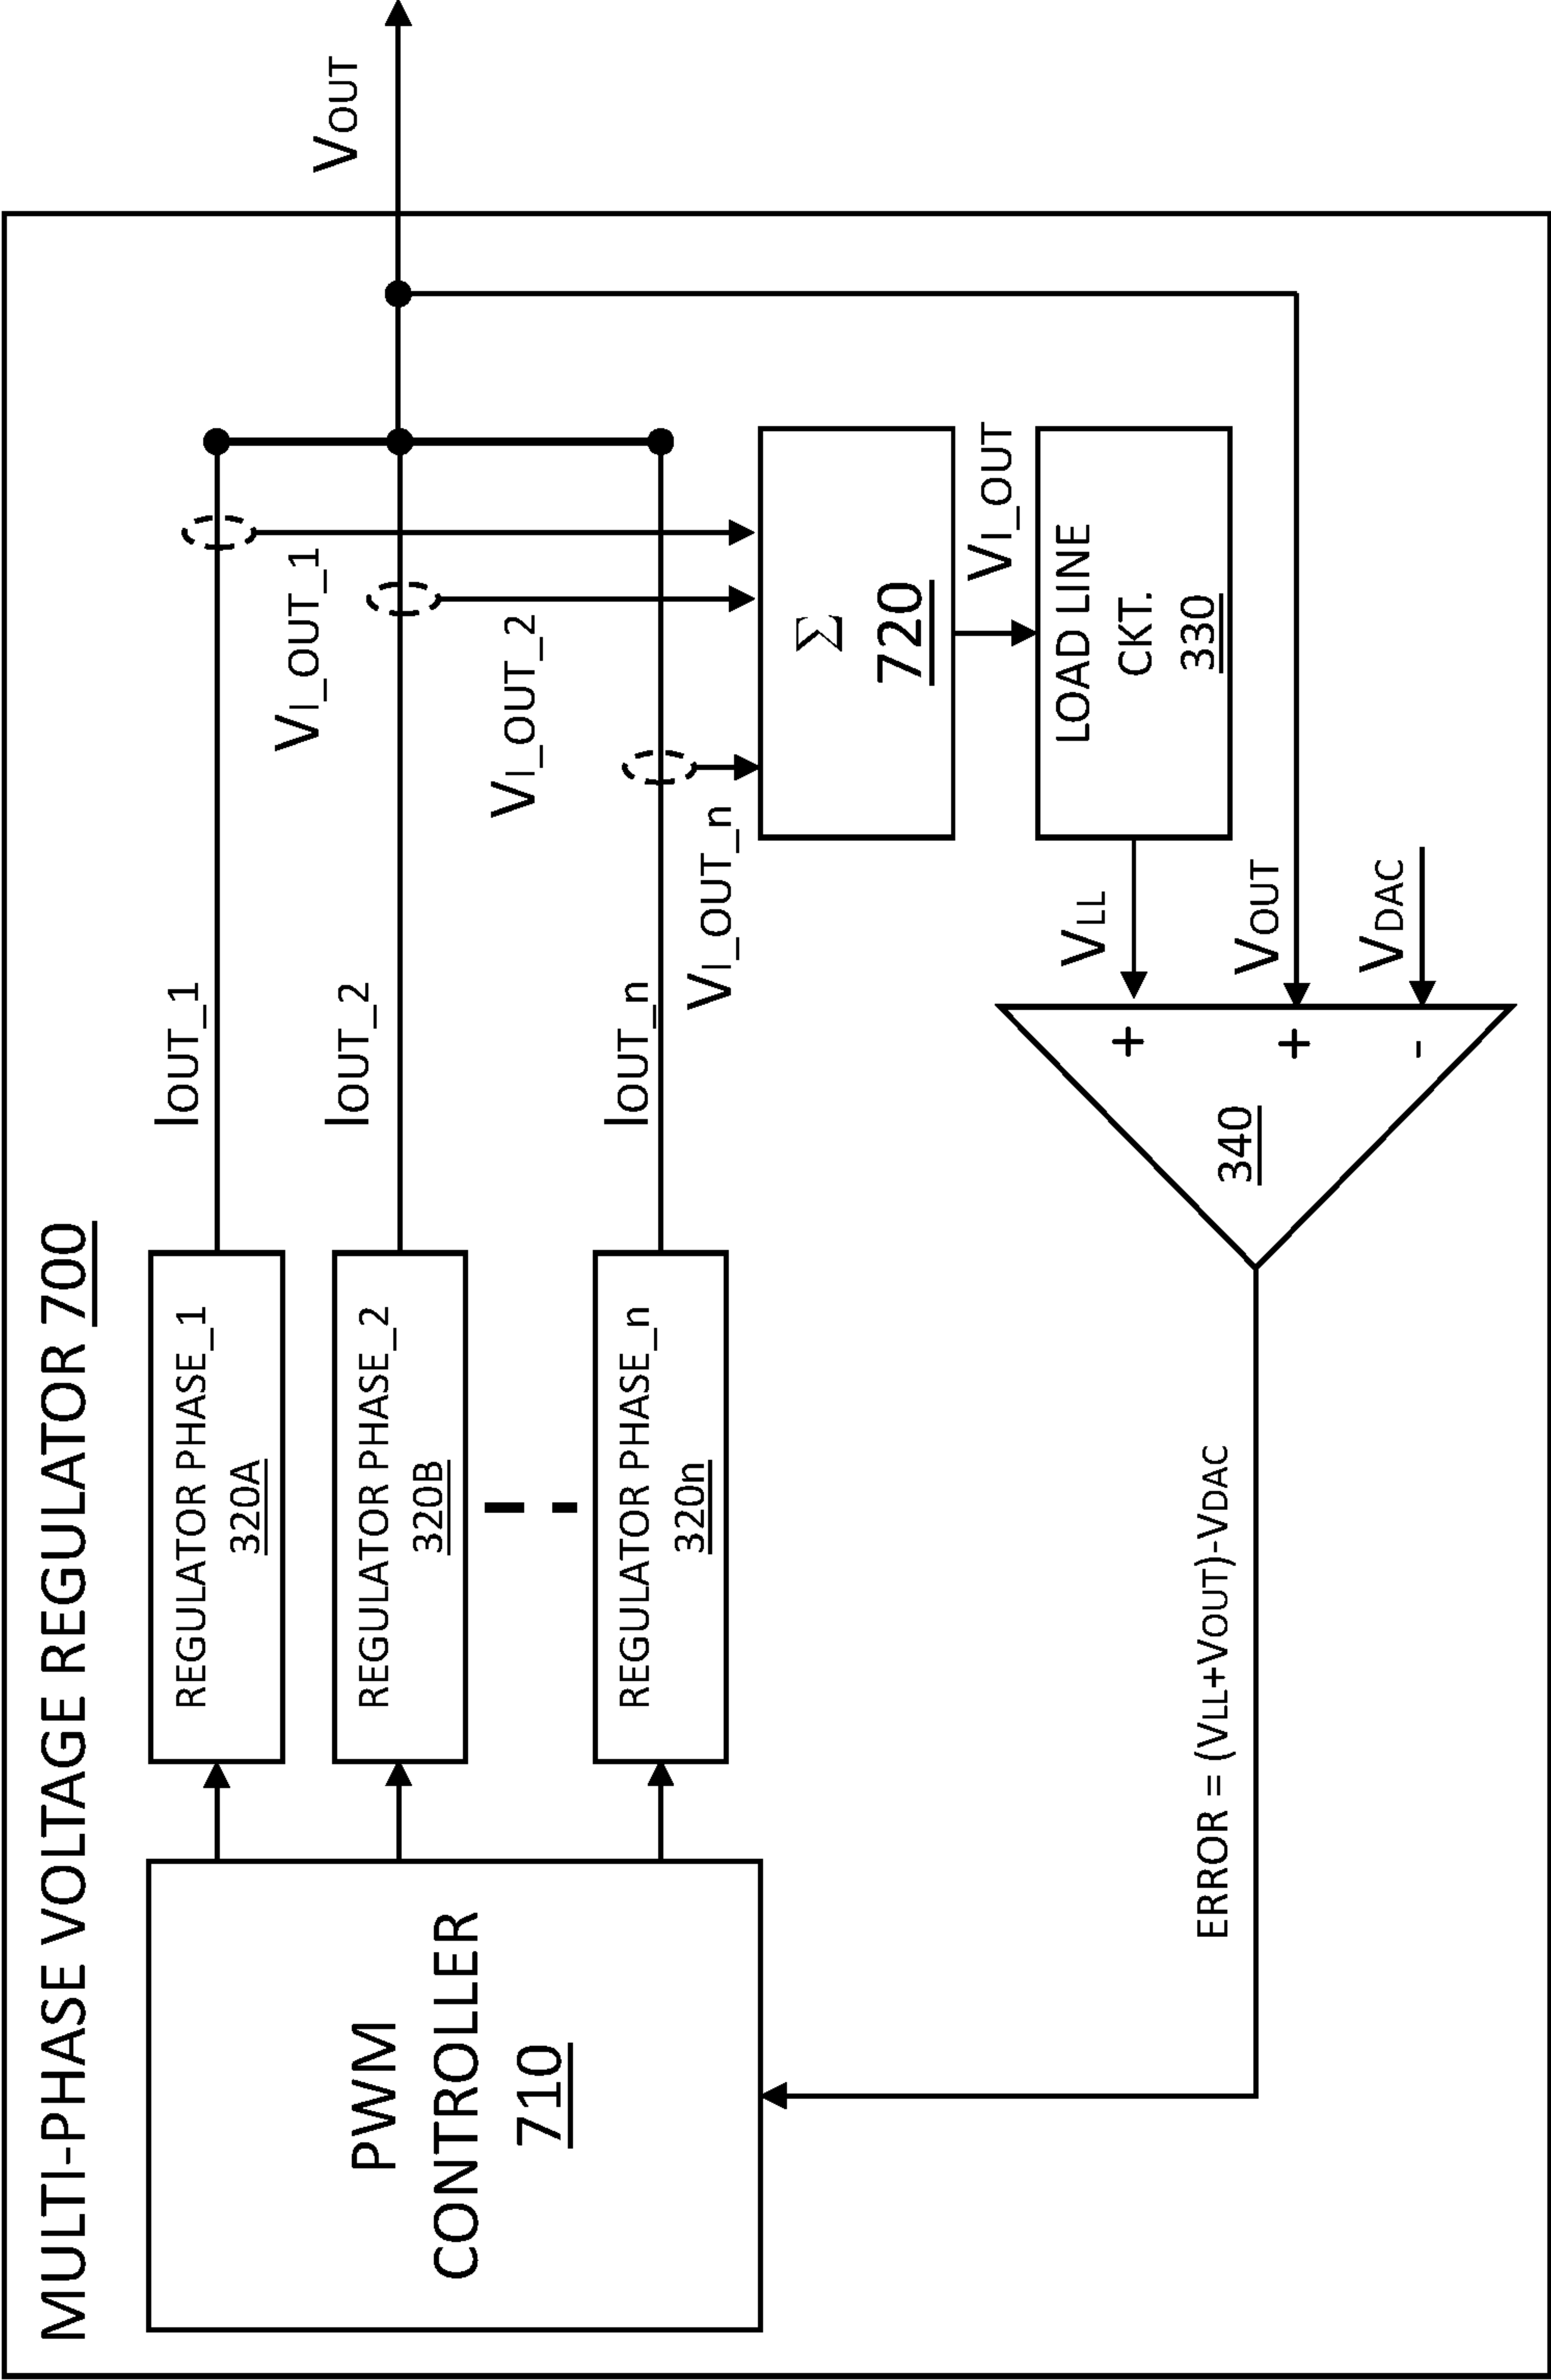 MULTI-PHASE VOLTAGE REGULATOR 700
PWM
CONTROLLER
710
REGULATOR PHASE_1
320A
REGULATOR PHASE_2
320B
REGULATOR PHASE_n
320n
IOUT_1
IOUT_2
IOUT_n
VI_OUT_1
VI_OUT_2
VI_OUT_n
VOUT
Σ
720
VI_OUT
LOAD LINE
CKT.
330
VLL
VOUT
VDAC
+
+
-
340
ERROR = (VLL+VOUT)-VDAC